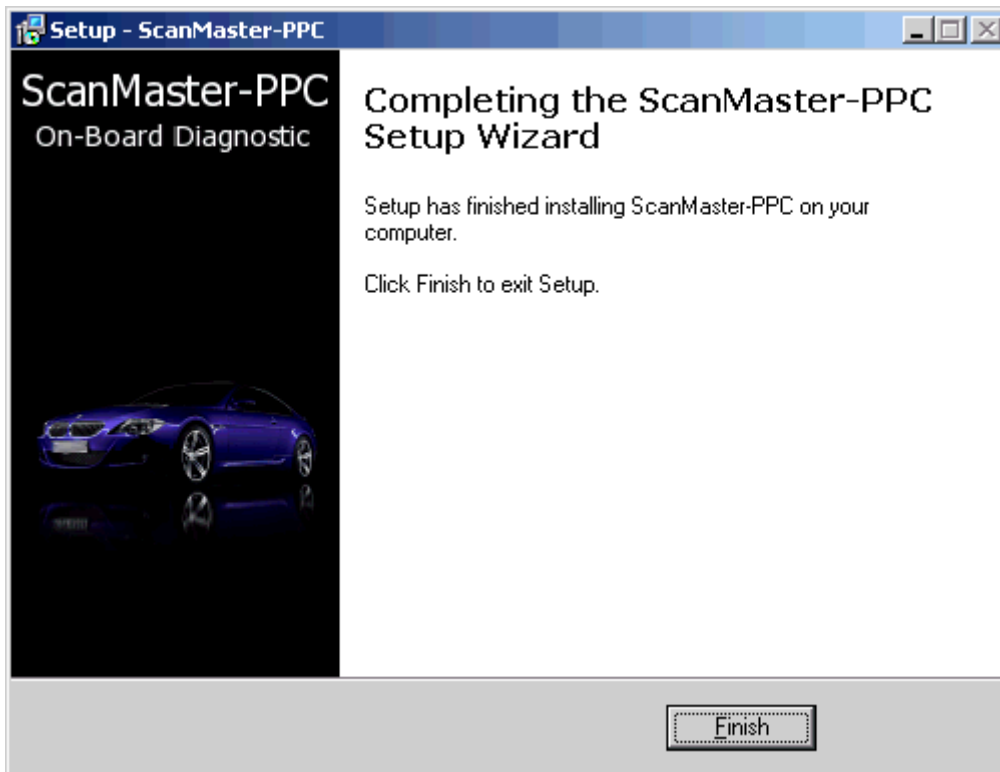 Setup - ScanMaster-PPC
ScanMaster-PPC
On-Board Diagnostic
Completing the ScanMaster-PPC
Setup Wizard
Setup has finished installing ScanMaster-PPC on your
computer.
Click Finish to exit Setup.
Finish